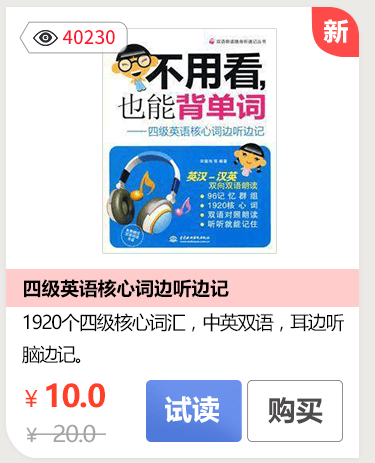 40230
新
双语朗读随身听速记丛书
不用看,
也能背单词
——四级英语核心词边听边记
英汉-汉英
双向双语朗读
• 96记忆群组
• 1920核心词
• 双语对照朗读
• 听听就能记住
四级英语核心词边听边记
1920个四级核心词汇，中英双语，耳边听
脑边记。
¥ 10.0
试读
购买
¥ 20.0